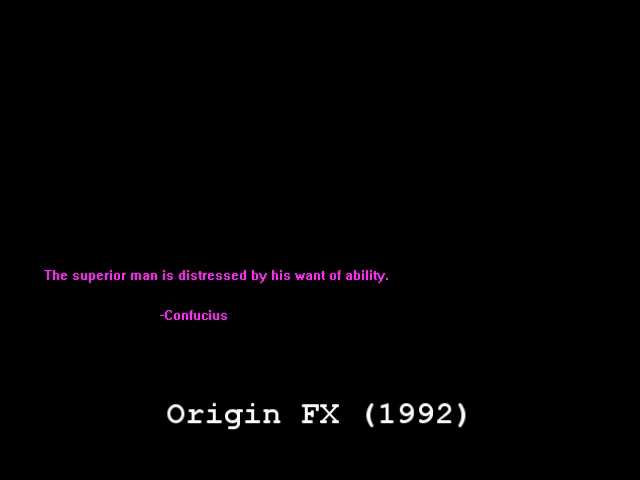 The superior man is distressed by his want of ability.
-Confucius
Origin FX (1992)